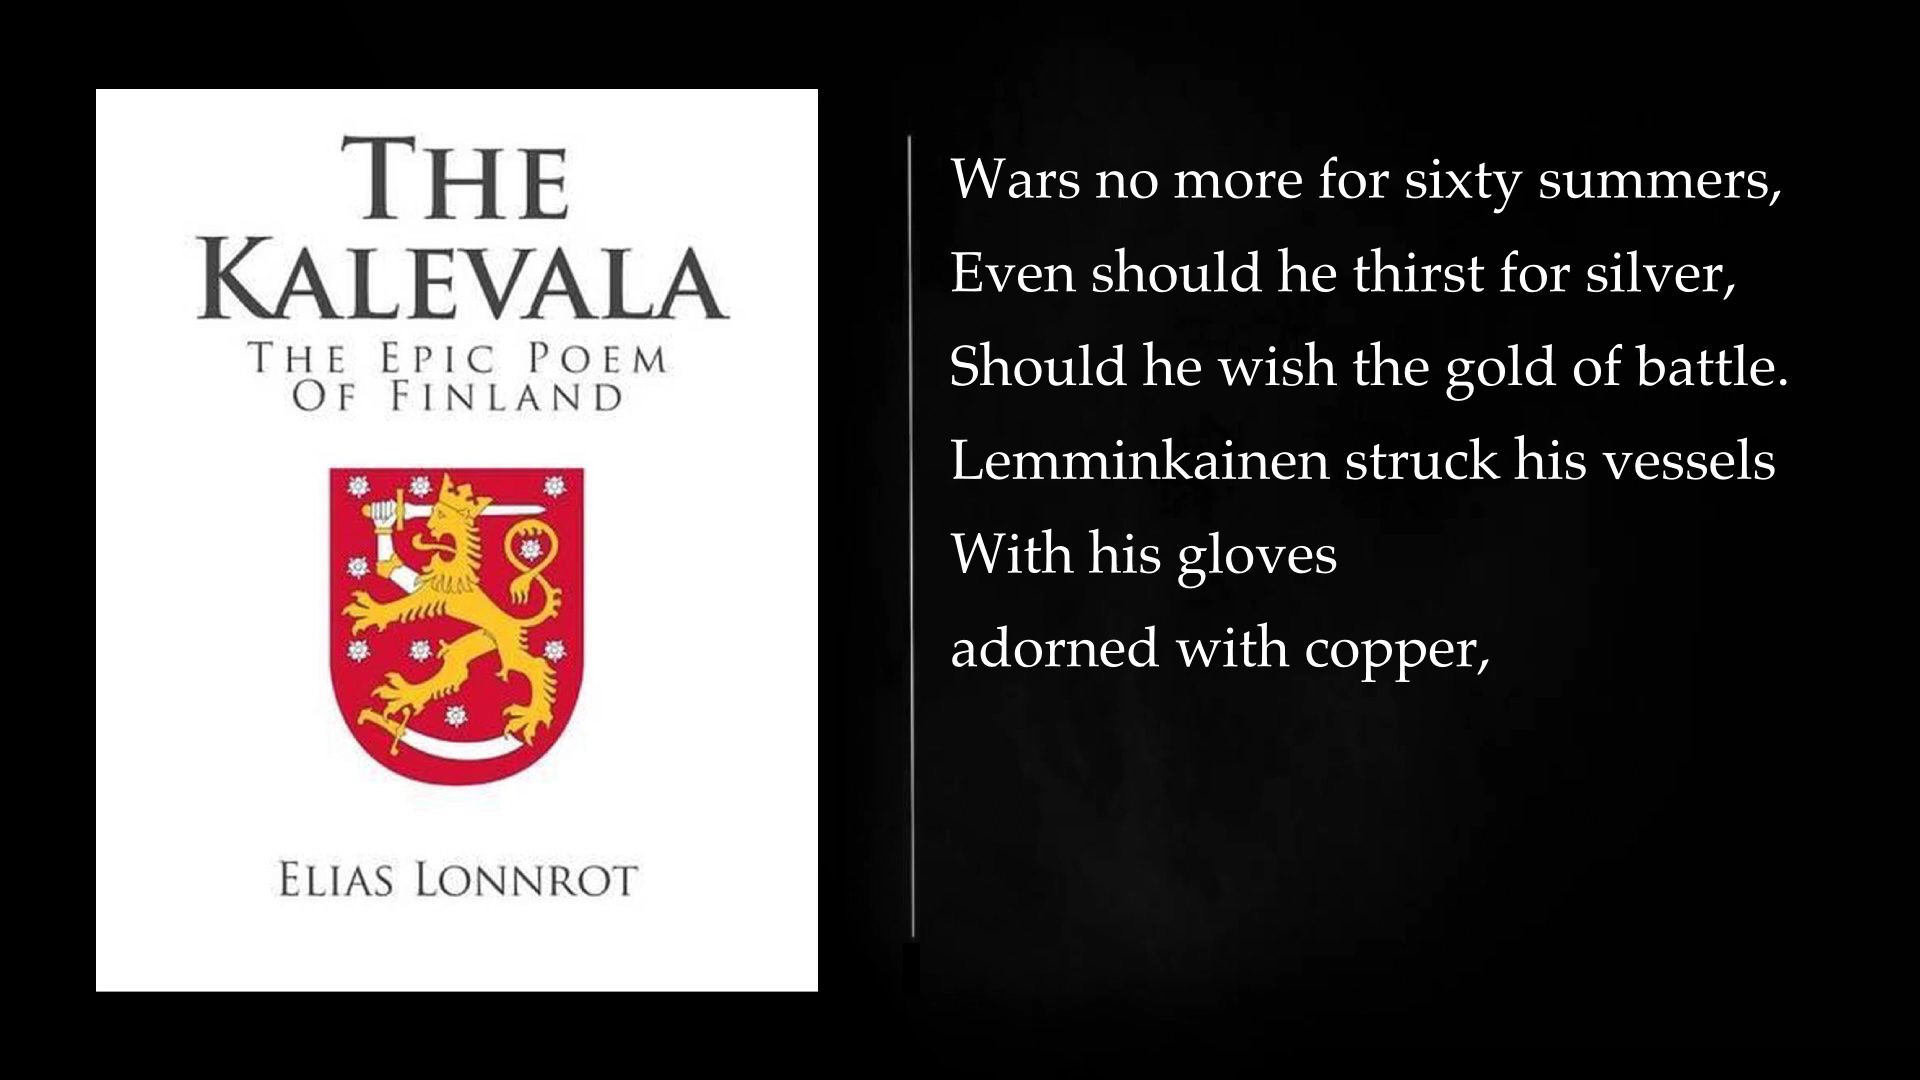 THE
KALEVALA
THE EPIC POEM
OF FINLAND
ELIAS LONNROT
Wars no more for sixty summers,
Even should he thirst for silver,
Should he wish the gold of battle.
Lemminkainen struck his vessels
With his gloves
adorned with copper,